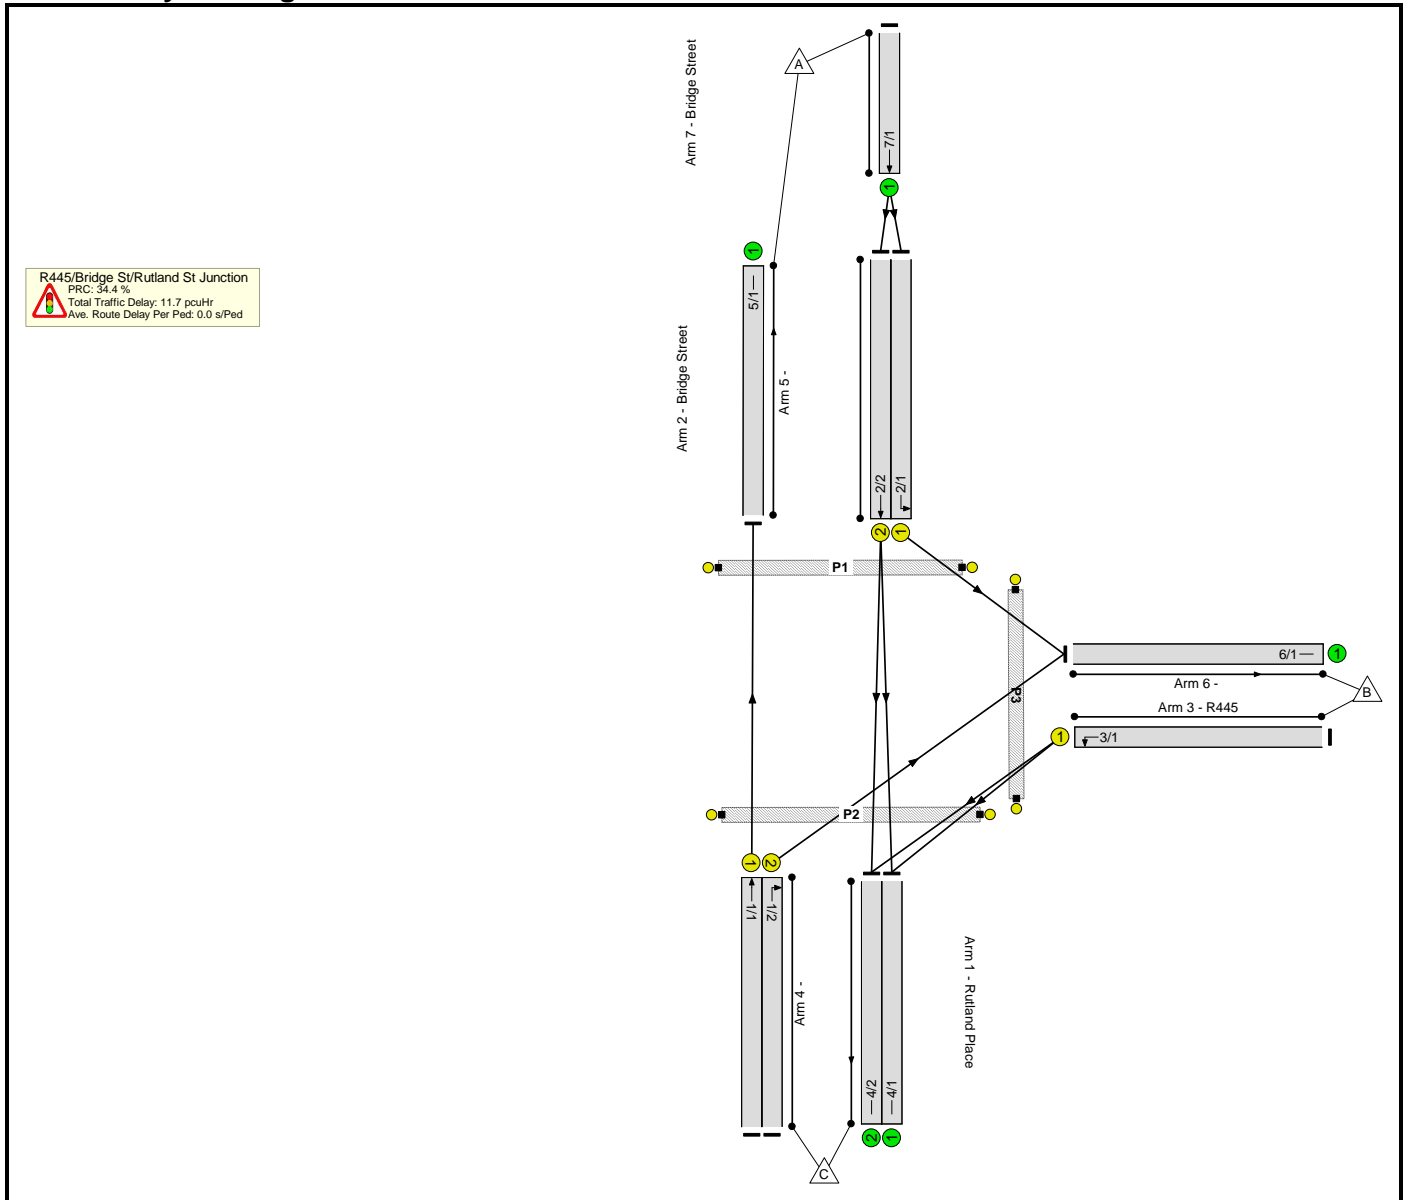 Arm 7 - Bridge Street
A
7/1
1
R445/Bridge St/Rutland St Junction
PRC: 34.4 %
Total Traffic Delay: 11.7 pcuHr
Ave. Route Delay Per Ped: 0.0 s/Ped
1
5/1
Arm 5 -
Arm 2 - Bridge Street
2/2
2/1
2
1
P1
P3
6/1
1
Arm 6 -
B
Arm 3 - R445
1
3/1
P2
1
2
1/1
1/2
Arm 4 -
Arm 1 - Rutland Place
4/2
4/1
2
1
C